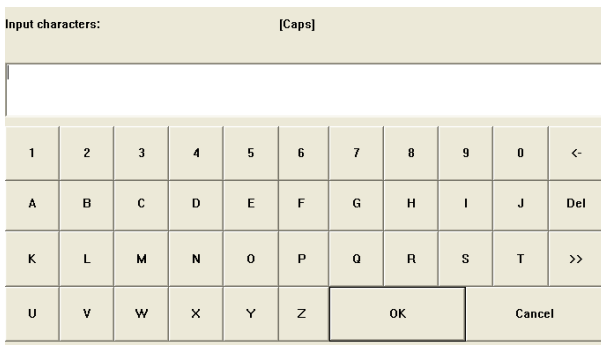 Input characters: [Caps]
1 2 3 4 5 6 7 8 9 0 <-
A B C D E F G H I J Del
K L M N O P Q R S T >>
U V W X Y Z OK Cancel